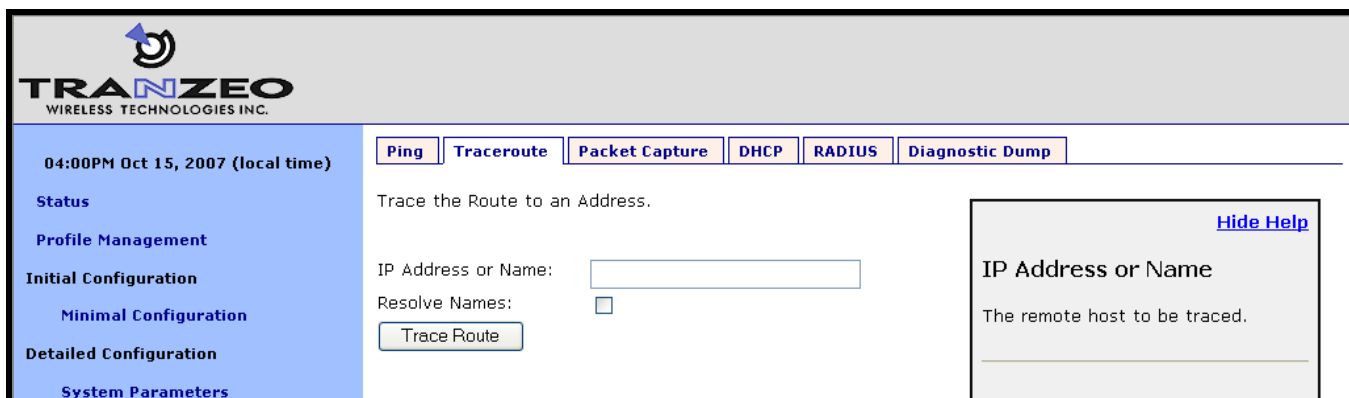 TRANZEO
WIRELESS TECHNOLOGIES INC.
04:00PM Oct 15, 2007 (local time)
Status
Profile Management
Initial Configuration
Minimal Configuration
Detailed Configuration
System Parameters
Ping Traceroute Packet Capture DHCP RADIUS Diagnostic Dump
Trace the Route to an Address.
IP Address or Name:
Resolve Names:
Trace Route
Hide Help
IP Address or Name
The remote host to be traced.